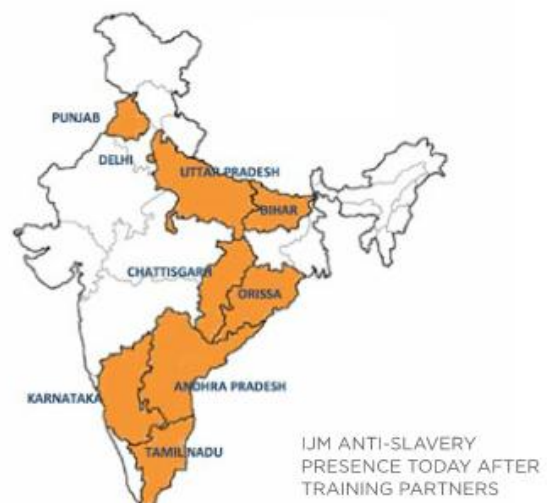 PUNJAB
DELHI
UTTAR PRADESH
BIHAR
CHATTISGARH
ORISSA
KARNATAKA
ANDHRA PRADESH
TAMIL NADU
IJM ANTI-SLAVERY
PRESENCE TODAY AFTER
TRAINING PARTNERS